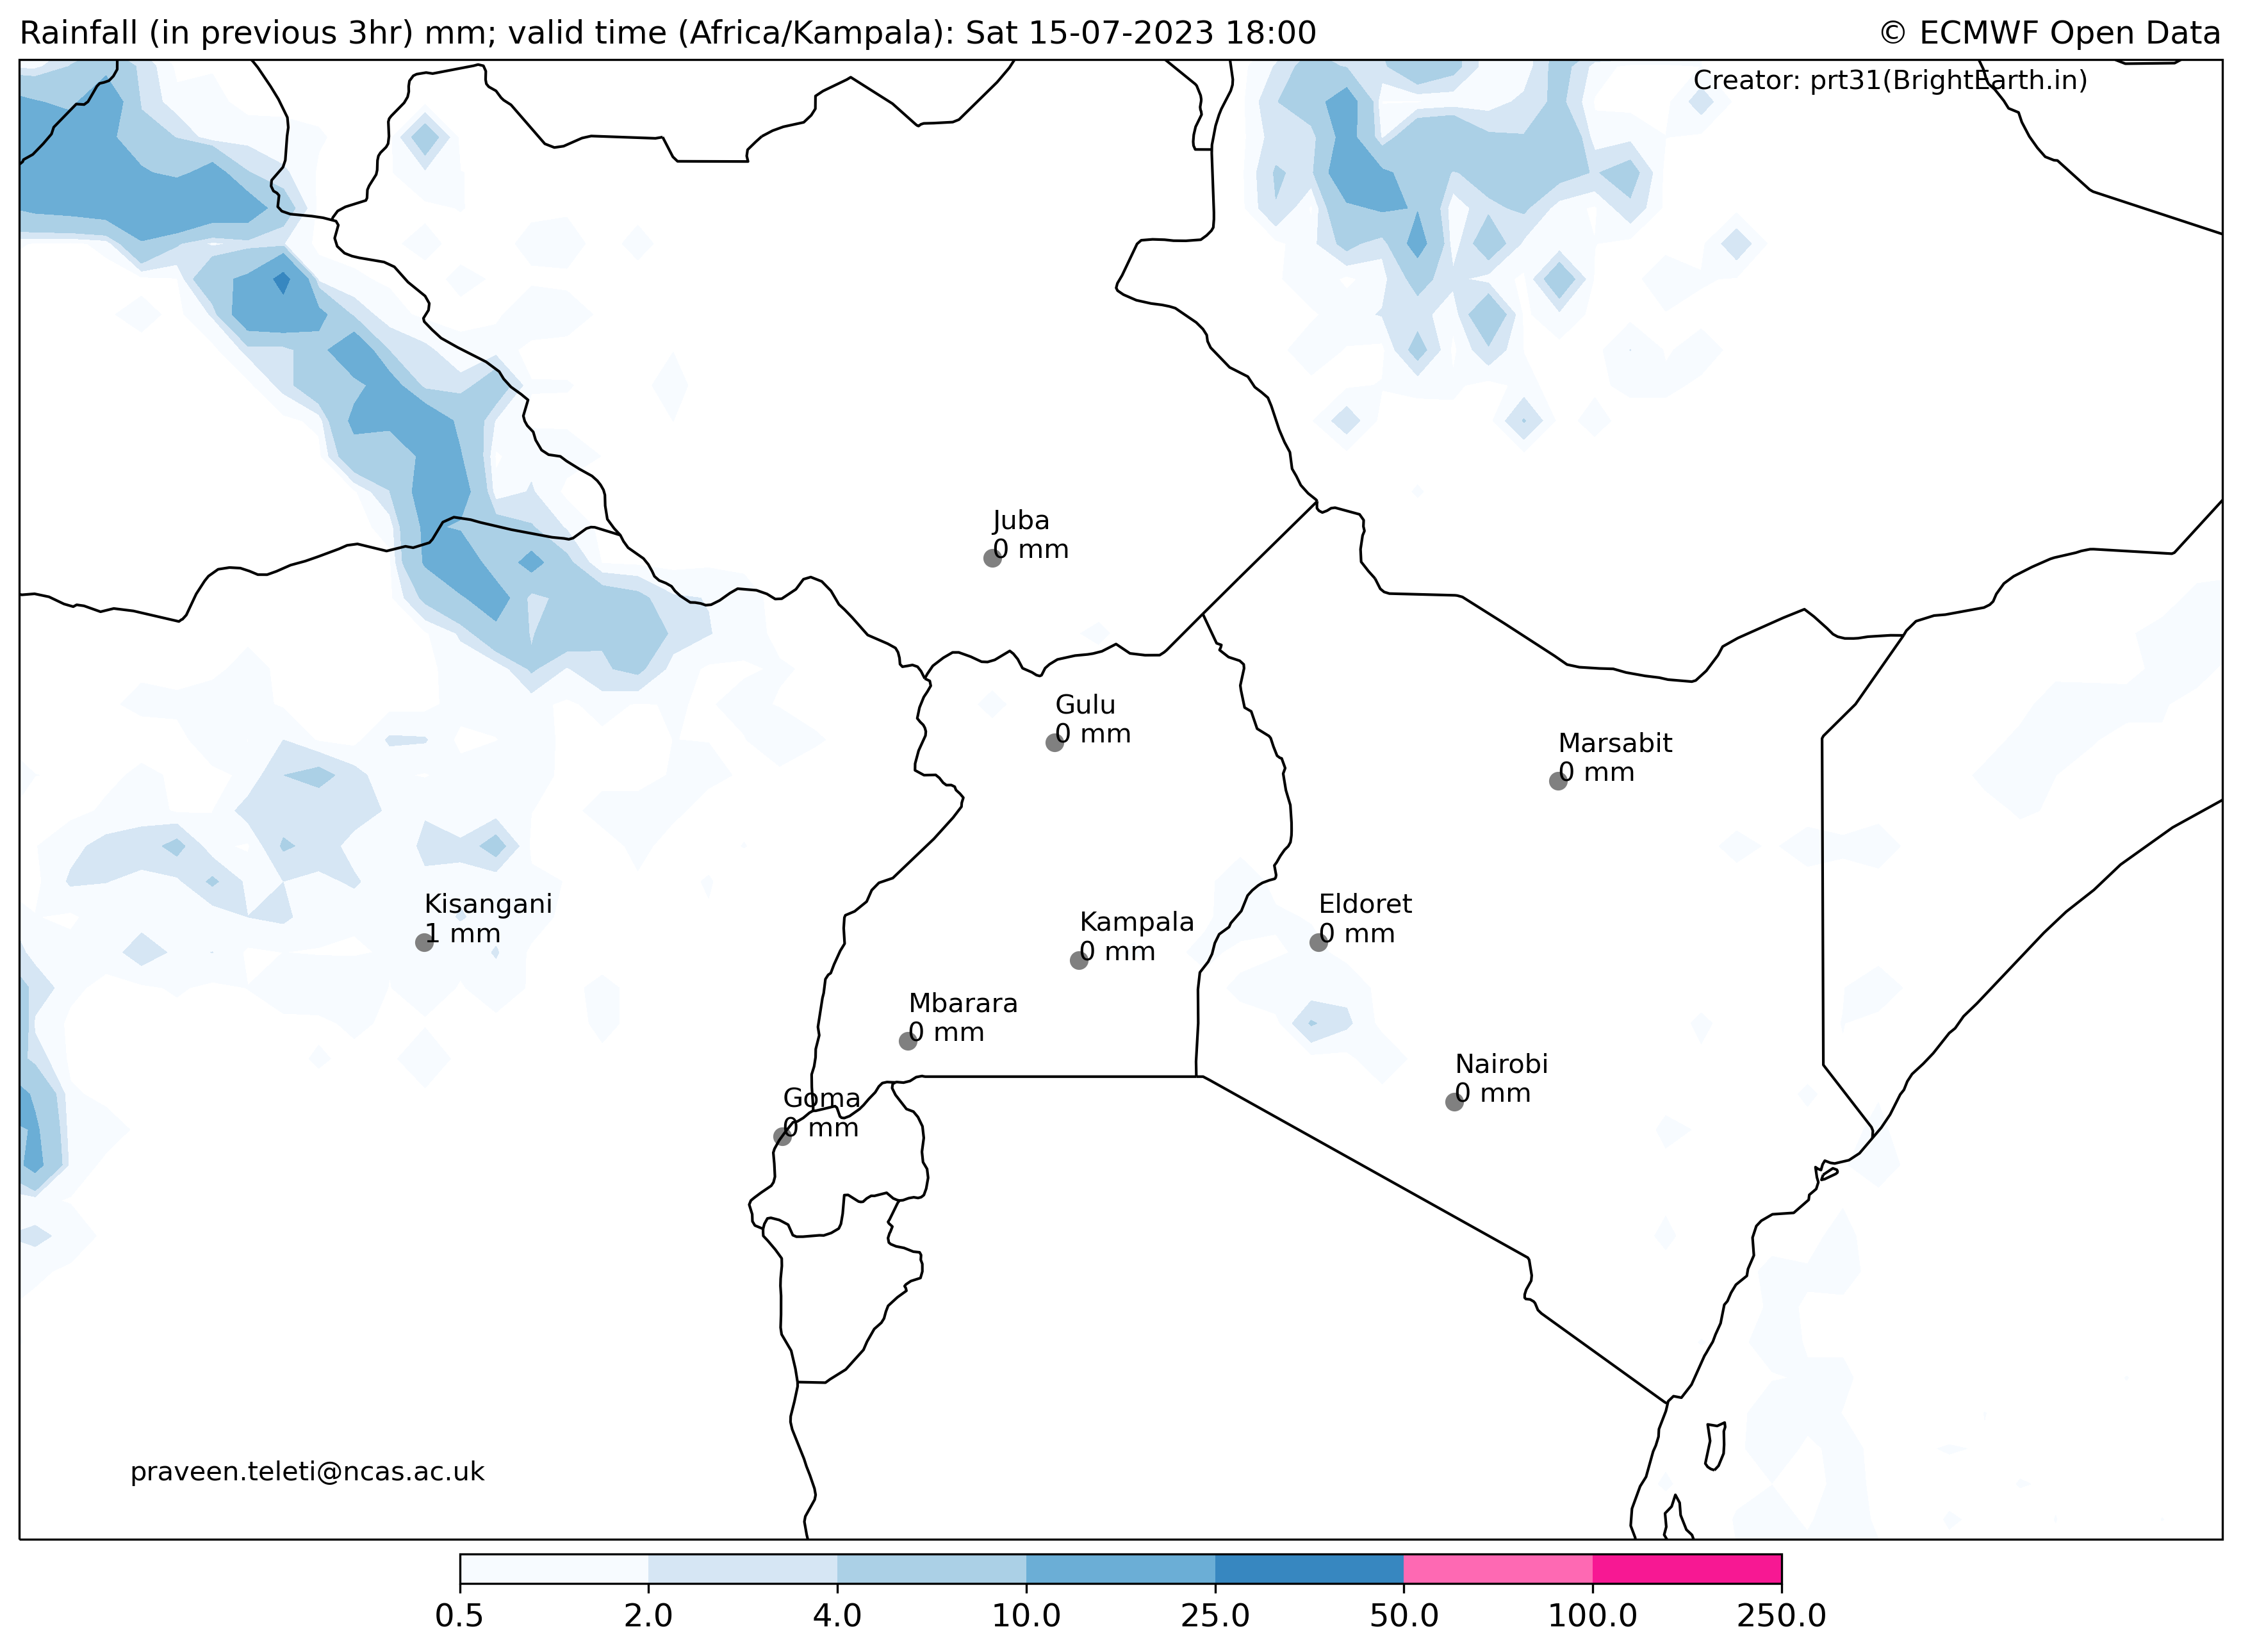 Rainfall (in previous 3hr) mm; valid time (Africa/Kampala): Sat 15-07-2023 18:00
© ECMWF Open Data
Creator: prt31(BrightEarth.in)
Juba
0 mm
Gulu
0 mm
Marsabit
0 mm
Kisangani
1 mm
Kampala
0 mm
Eldoret
0 mm
Mbarara
0 mm
Nairobi
0 mm
Goma
0 mm
praveen.teleti@ncas.ac.uk
0.5 2.0 4.0 10.0 25.0 50.0 100.0 250.0